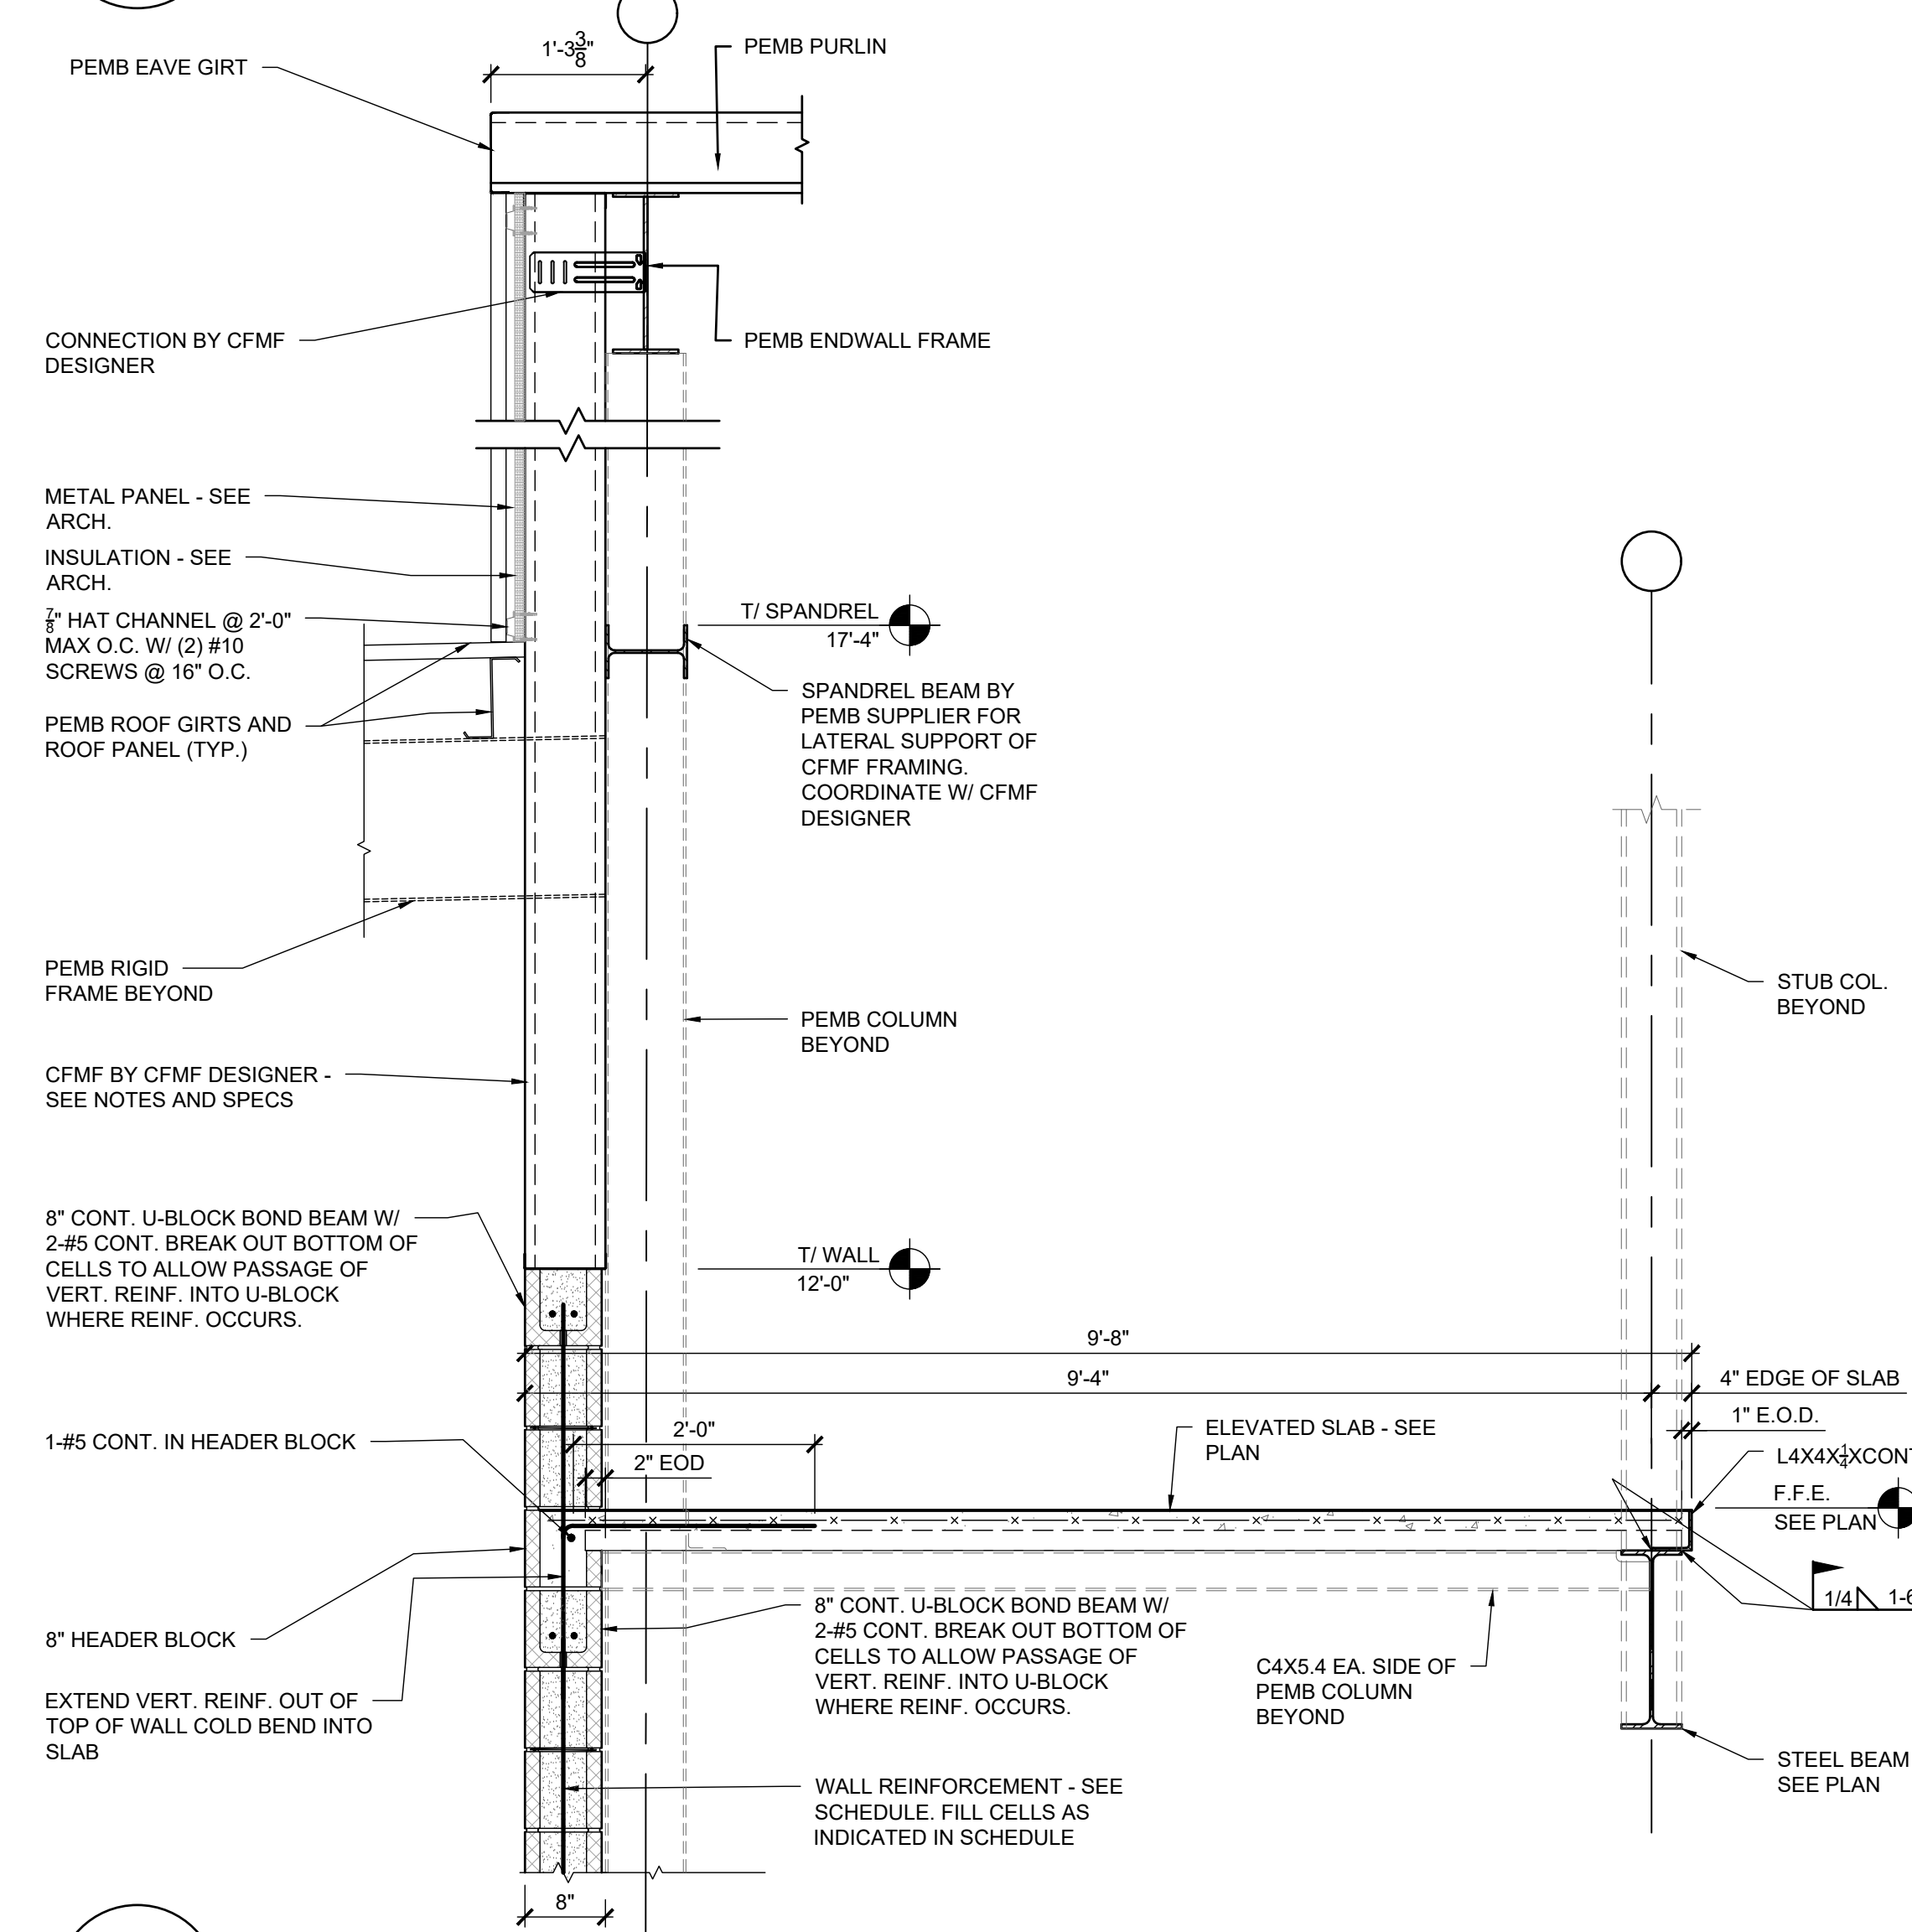 1'-3 3/8"
PEMB PURLIN
PEMB EAVE GIRT
CONNECTION BY CFMF
DESIGNER
PEMB ENDWALL FRAME
METAL PANEL - SEE
ARCH.
INSULATION - SEE
ARCH.
7/8" HAT CHANNEL @ 2'-0"
MAX O.C. W/ (2) #10
SCREWS @ 16" O.C.
PEMB ROOF GIRTS AND
ROOF PANEL (TYP.)
T/ SPANDREL
17'-4"
SPANDREL BEAM BY
PEMB SUPPLIER FOR
LATERAL SUPPORT OF
CFMF FRAMING.
COORDINATE W/ CFMF
DESIGNER
PEMB RIGID
FRAME BEYOND
STUB COL.
BEYOND
PEMB COLUMN
BEYOND
CFMF BY CFMF DESIGNER -
SEE NOTES AND SPECS
8" CONT. U-BLOCK BOND BEAM W/
2-#5 CONT. BREAK OUT BOTTOM OF
CELLS TO ALLOW PASSAGE OF
VERT. REINF. INTO U-BLOCK
WHERE REINF. OCCURS.
T/ WALL
12'-0"
9'-8"
9'-4"
4" EDGE OF SLAB
1" E.O.D.
2'-0"
2" EOD
ELEVATED SLAB - SEE
PLAN
1-#5 CONT. IN HEADER BLOCK
L4X4X1/4XCONT
F.F.E.
SEE PLAN
1/4 1-6
8" HEADER BLOCK
8" CONT. U-BLOCK BOND BEAM W/
2-#5 CONT. BREAK OUT BOTTOM OF
CELLS TO ALLOW PASSAGE OF
VERT. REINF. INTO U-BLOCK
WHERE REINF. OCCURS.
C4X5.4 EA. SIDE OF
PEMB COLUMN
BEYOND
EXTEND VERT. REINF. OUT OF
TOP OF WALL COLD BEND INTO
SLAB
STEEL BEAM
SEE PLAN
WALL REINFORCEMENT - SEE
SCHEDULE. FILL CELLS AS
INDICATED IN SCHEDULE
8"